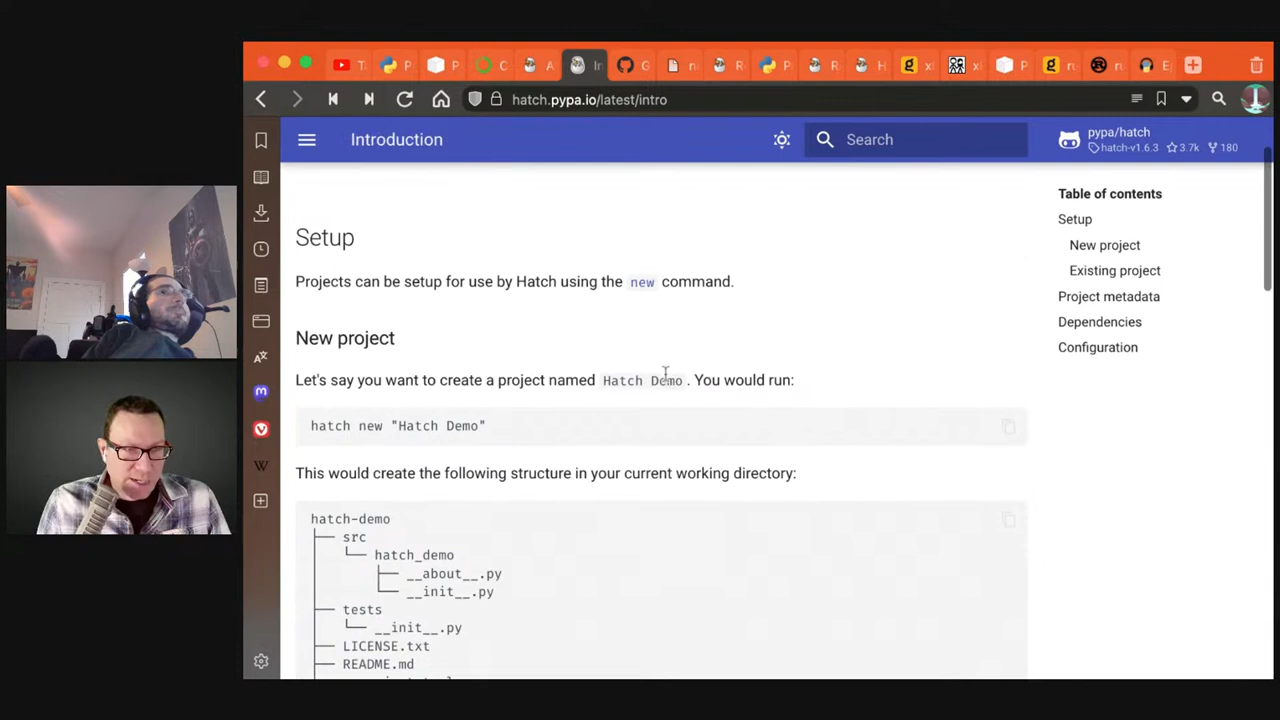 hatch.pypa.io/latest/intro
Introduction
Search
pypa/hatch
hatch-v1.6.3 3.7k 180
Table of contents
Setup
New project
Existing project
Project metadata
Dependencies
Configuration
Setup
Projects can be setup for use by Hatch using the new command.
New project
Let's say you want to create a project named Hatch Demo. You would run:
hatch new "Hatch Demo"
This would create the following structure in your current working directory:
hatch-demo
├── src
│   └── hatch_demo
│       ├── __about__.py
│       └── __init__.py
├── tests
│   └── __init__.py
├── LICENSE.txt
├── README.md